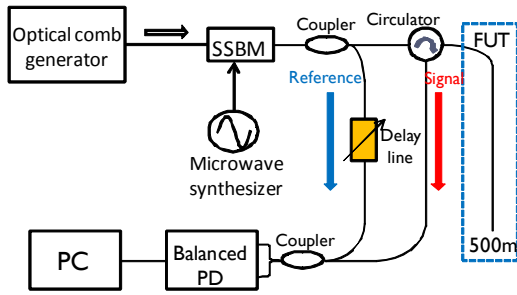 Optical comb
generator
SSBM
Coupler
Circulator
FUT
Reference
Signal
Microwave
synthesizer
Delay
line
PC
Balanced
PD
Coupler
500m